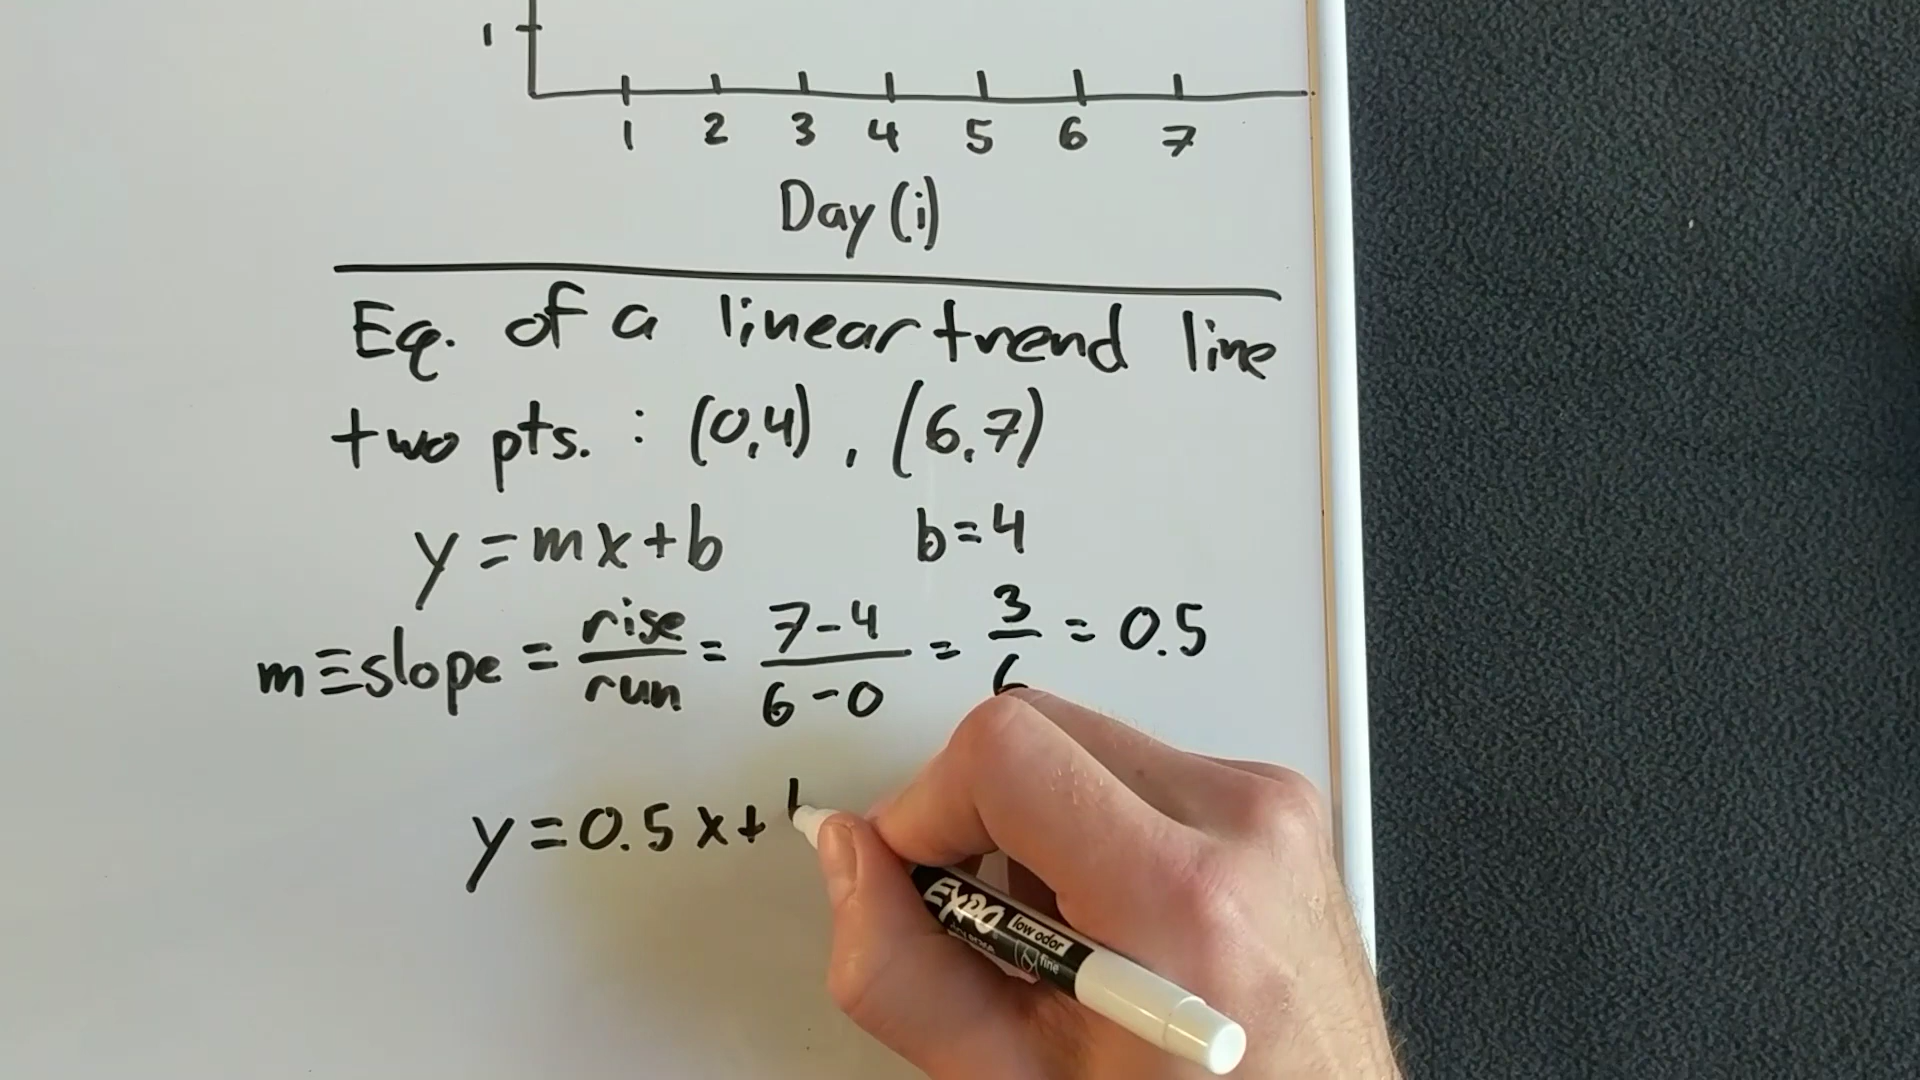 1
1 2 3 4 5 6 7
Day (i)
Eq. of a linear trend line
two pts. : (0,4) , (6,7)
y = mx + b b = 4
m ≡ slope = rise/run = 7-4/6-0 = 3/6 = 0.5
y = 0.5x +
EXPO
low odor
fine